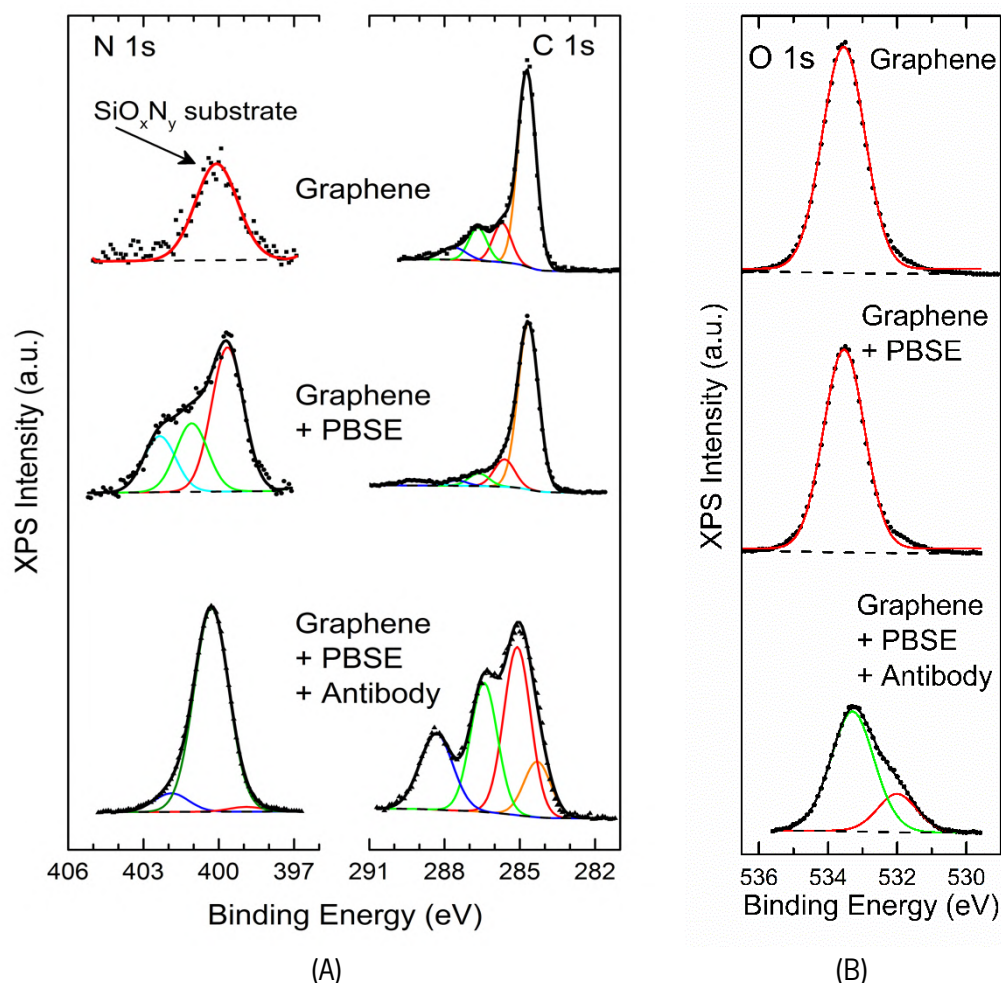 N 1s
C 1s
SiOxNy substrate
Graphene
Graphene
+ PBSE
Graphene
+ PBSE
+ Antibody
XPS Intensity (a.u.)
406 403 400 397 291 288 285 282
Binding Energy (eV)
(A)
O 1s
Graphene
Graphene
+ PBSE
Graphene
+ PBSE
+ Antibody
XPS Intensity (a.u.)
536 534 532 530
Binding Energy (eV)
(B)